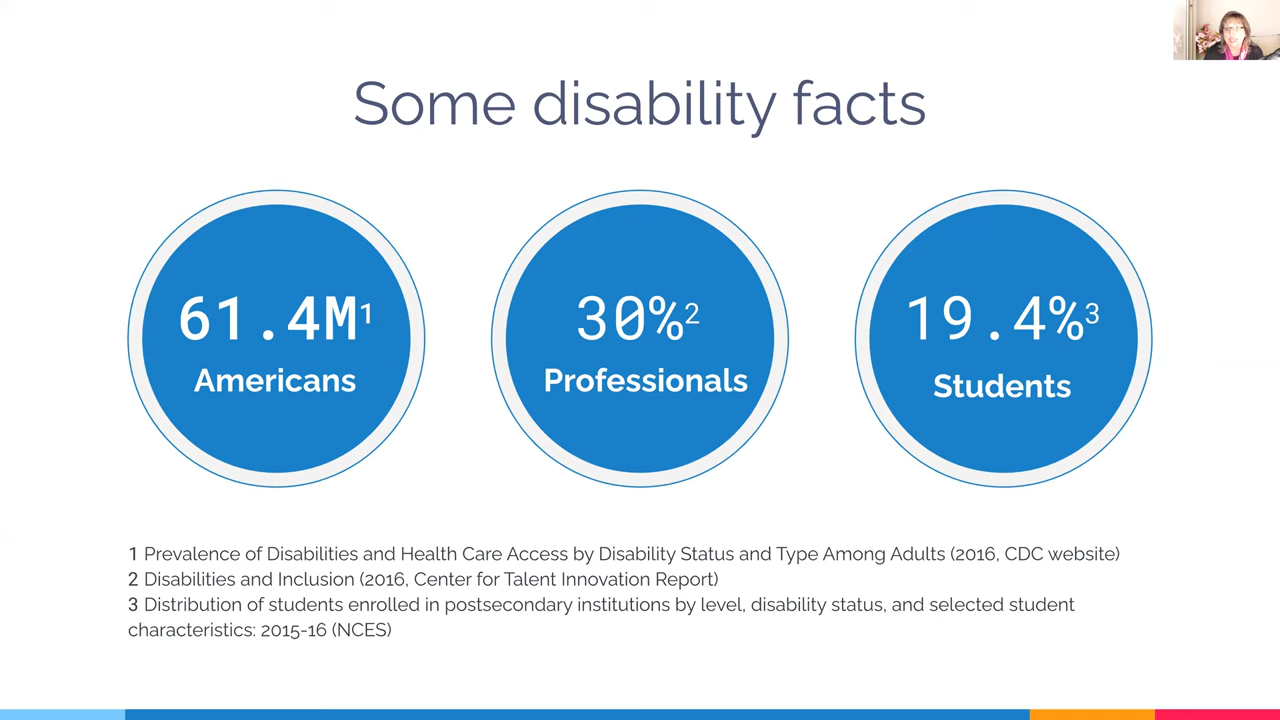 Some disability facts
61.4M1
Americans
30%2
Professionals
19.4%3
Students
1 Prevalence of Disabilities and Health Care Access by Disability Status and Type Among Adults (2016, CDC website)
2 Disabilities and Inclusion (2016, Center for Talent Innovation Report)
3 Distribution of students enrolled in postsecondary institutions by level, disability status, and selected student
characteristics: 2015-16 (NCES)